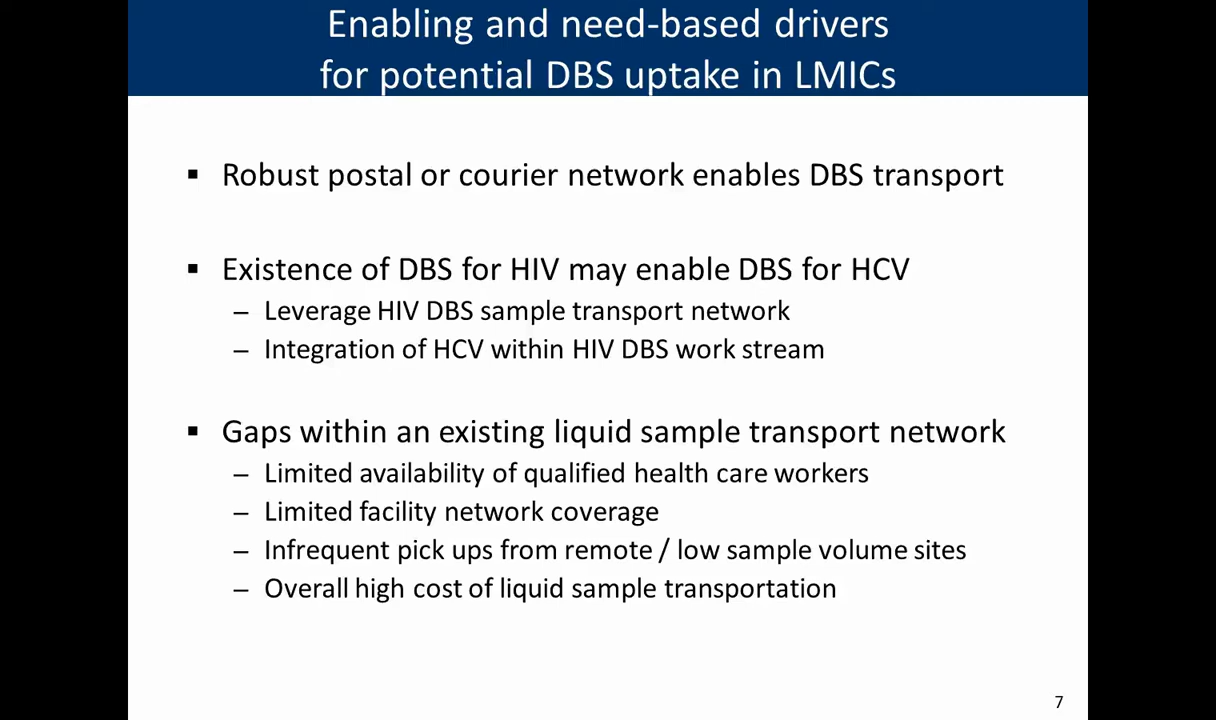 Enabling and need-based drivers
for potential DBS uptake in LMICs
▪ Robust postal or courier network enables DBS transport
▪ Existence of DBS for HIV may enable DBS for HCV
– Leverage HIV DBS sample transport network
– Integration of HCV within HIV DBS work stream
▪ Gaps within an existing liquid sample transport network
– Limited availability of qualified health care workers
– Limited facility network coverage
– Infrequent pick ups from remote / low sample volume sites
– Overall high cost of liquid sample transportation
7